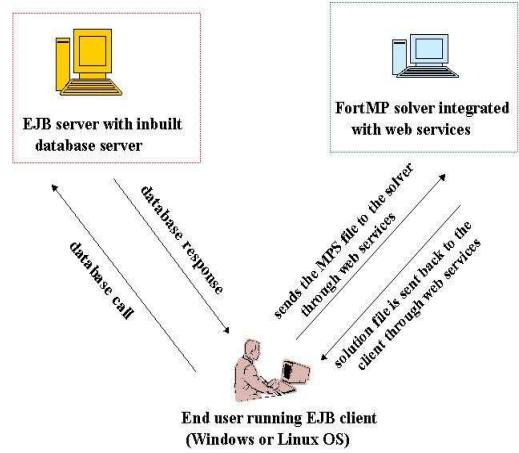 EJB server with inbuilt
database server
FortMP solver integrated
with web services
database call
database response
sends the MPS file to the solver
through web services
solution file is sent back to the
client through web services
End user running EJB client
(Windows or Linux OS)